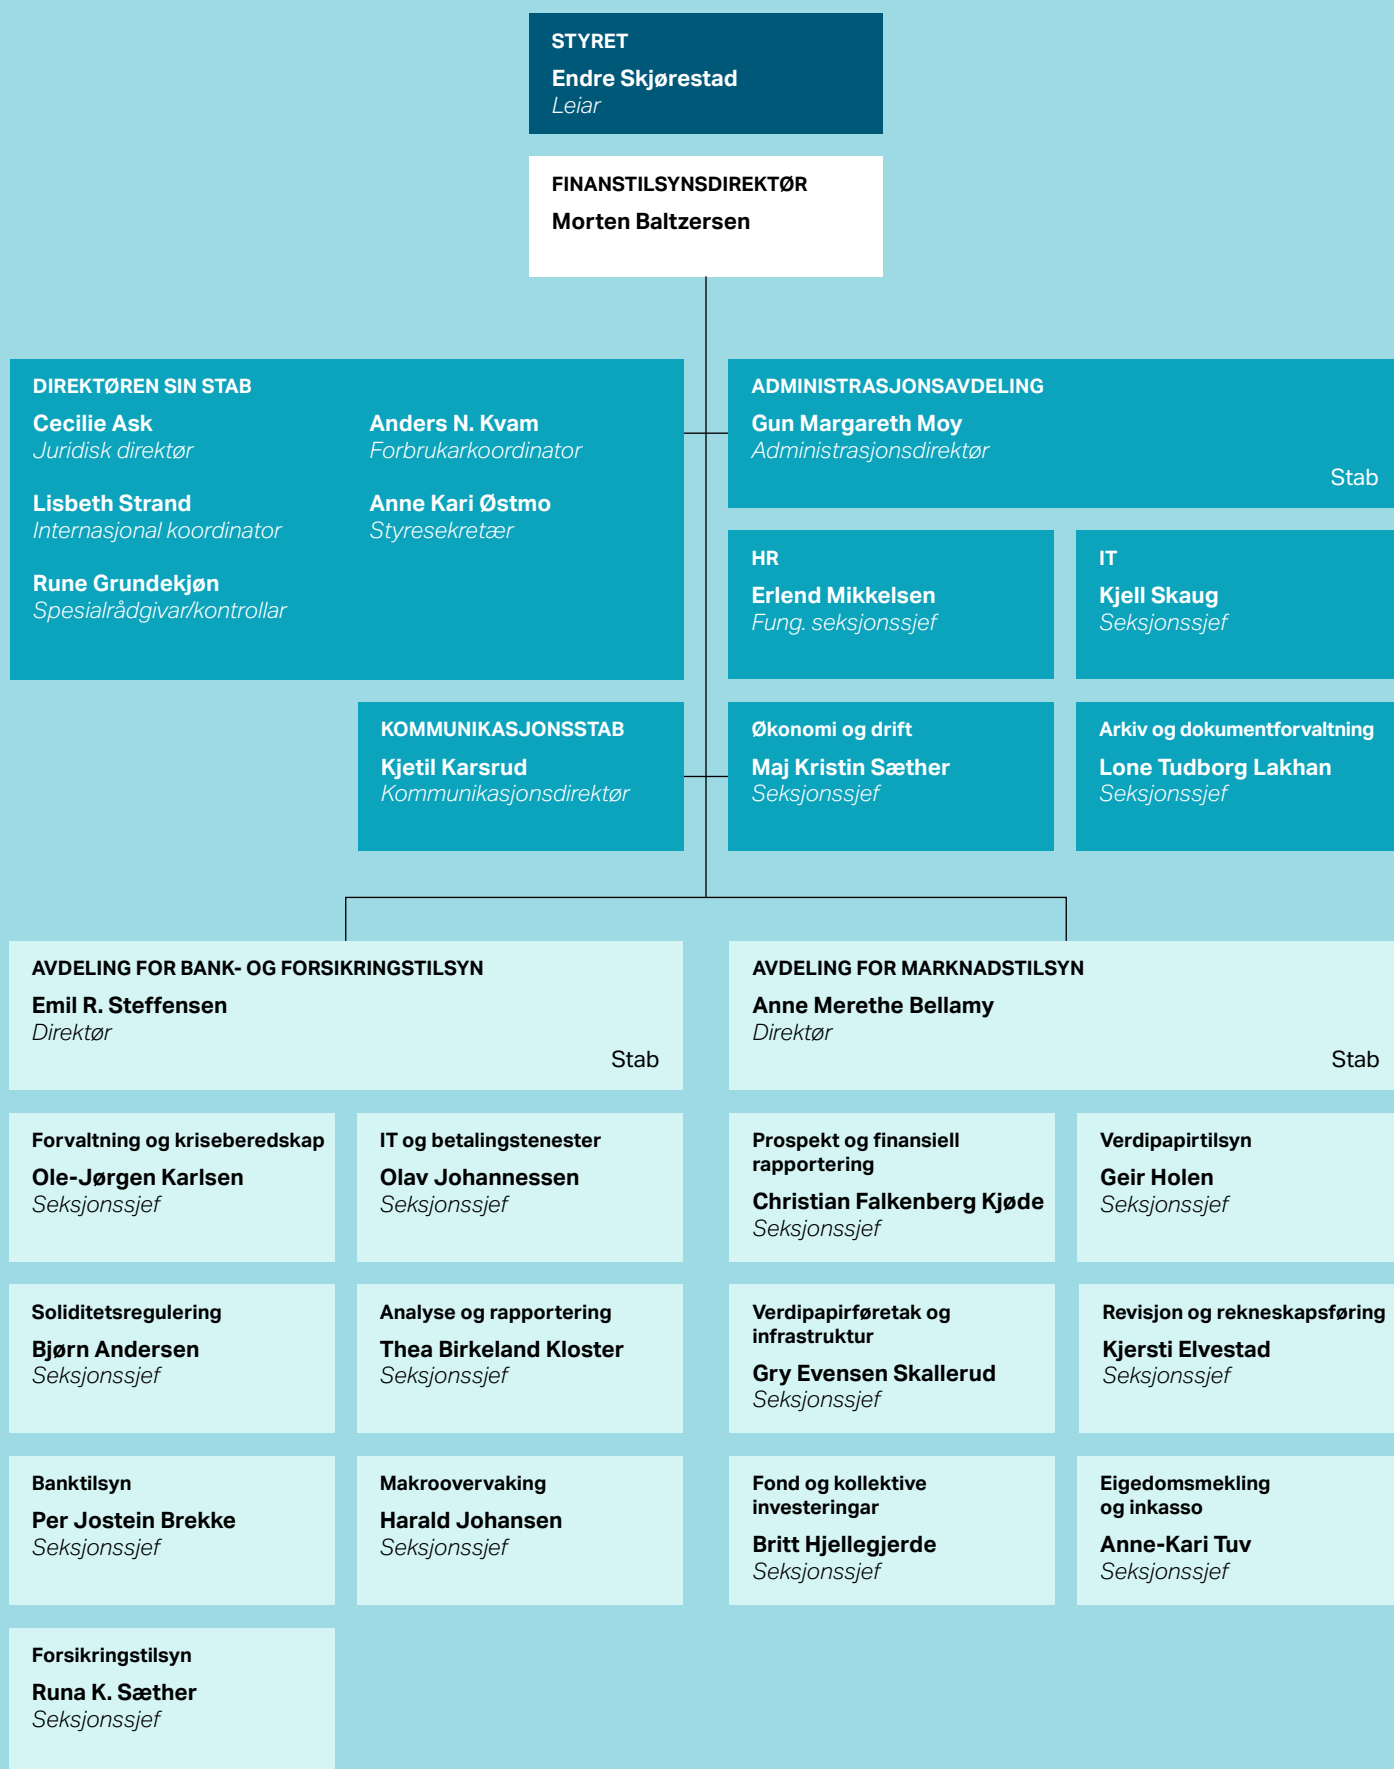 STYRET
Endre Skjørestad
Leiar
FINANSTILSYNSDIREKTØR
Morten Baltzersen
DIREKTØREN SIN STAB
Cecilie Ask
Juridisk direktør
Lisbeth Strand
Internasjonal koordinator
Rune Grundekjøn
Spesialrådgivar/kontrollar
Anders N. Kvam
Forbrukarkoordinator
Anne Kari Østmo
Styresekretær
ADMINISTRASJONSAVDELING
Gun Margareth Moy
Administrasjonsdirektør
Stab
HR
Erlend Mikkelsen
Fung. seksjonssjef
IT
Kjell Skaug
Seksjonssjef
KOMMUNIKASJONSSTAB
Kjetil Karsrud
Kommunikasjonsdirektør
Økonomi og drift
Maj Kristin Sæther
Seksjonssjef
Arkiv og dokumentforvaltning
Lone Tudborg Lakhan
Seksjonssjef
AVDELING FOR BANK- OG FORSIKRINGSTILSYN
Emil R. Steffensen
Direktør
Stab
Forvaltning og kriseberedskap
Ole-Jørgen Karlsen
Seksjonssjef
IT og betalingstenester
Olav Johannessen
Seksjonssjef
Soliditetsregulering
Bjørn Andersen
Seksjonssjef
Analyse og rapportering
Thea Birkeland Kloster
Seksjonssjef
Banktilsyn
Per Jostein Brekke
Seksjonssjef
Makroovervaking
Harald Johansen
Seksjonssjef
Forsikringstilsyn
Runa K. Sæther
Seksjonssjef
AVDELING FOR MARKNADSTILSYN
Anne Merethe Bellamy
Direktør
Stab
Prospekt og finansiell
rapportering
Christian Falkenberg Kjøde
Seksjonssjef
Verdipapirtilsyn
Geir Holen
Seksjonssjef
Verdipapirføretak og
infrastruktur
Gry Evensen Skallerud
Seksjonssjef
Revisjon og rekneskapsføring
Kjersti Elvestad
Seksjonssjef
Fond og kollektive
investeringar
Britt Hjellegjerde
Seksjonssjef
Eigedomsmekling
og inkasso
Anne-Kari Tuv
Seksjonssjef